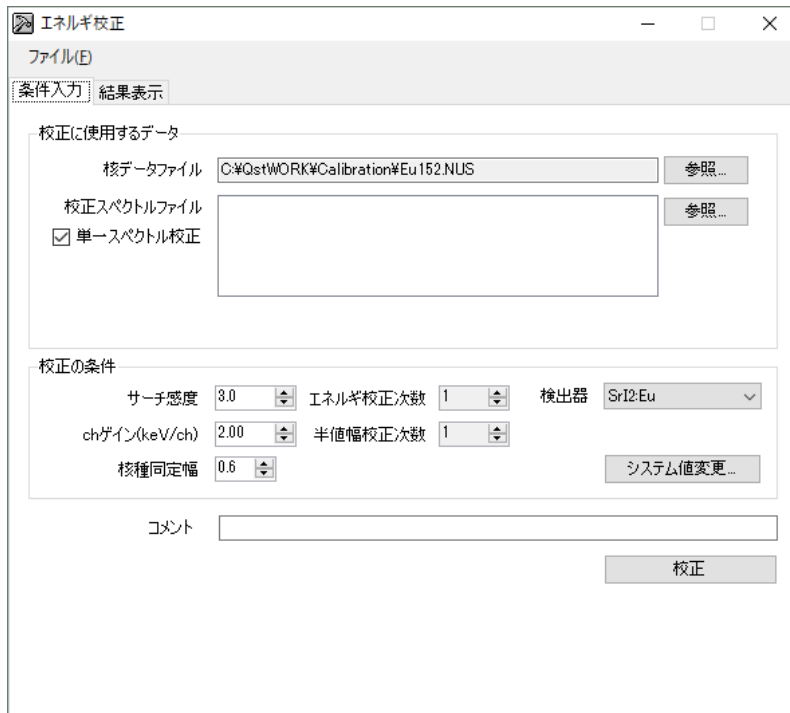 エネルギ校正
ファイル(F)
条件入力 結果表示
校正に使用するデータ
核データファイル C:¥QstWORK¥Calibration¥Eu152.NUS 参照...
校正スペクトルファイル 参照...
単一スペクトル校正
校正の条件
サーチ感度 3.0 エネルギ校正次数 1 検出器 SrI2:Eu
chゲイン(keV/ch) 2.00 半値幅校正次数 1
核種同定幅 0.6 システム値変更...
コメント
校正